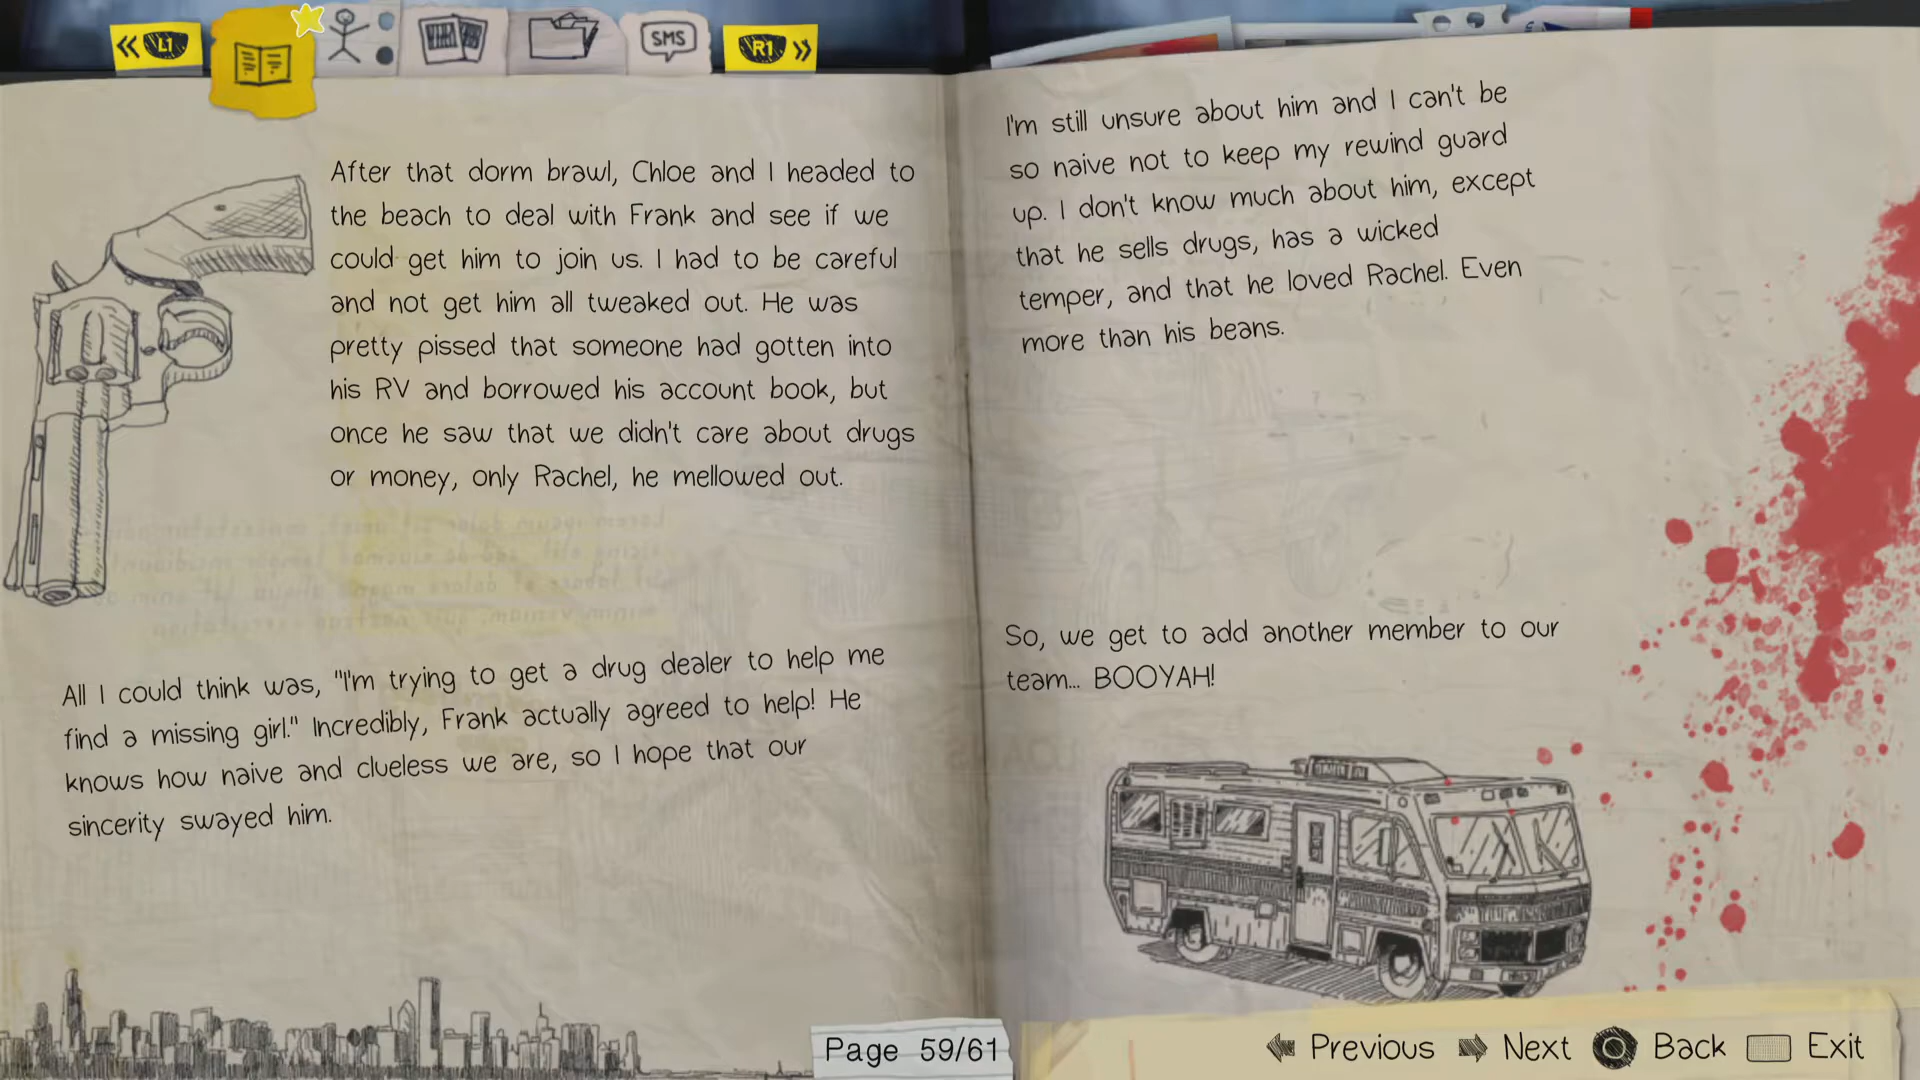 L1
SMS
R1
After that dorm brawl, Chloe and I headed to
the beach to deal with Frank and see if we
could get him to join us. I had to be careful
and not get him all tweaked out. He was
pretty pissed that someone had gotten into
his RV and borrowed his account book, but
once he saw that we didn't care about drugs
or money, only Rachel, he mellowed out.
All I could think was, "I'm trying to get a drug dealer to help me
find a missing girl." Incredibly, Frank actually agreed to help! He
knows how naive and clueless we are, so I hope that our
sincerity swayed him.
I'm still unsure about him and I can't be
so naive not to keep my rewind guard
up. I don't know much about him, except
that he sells drugs, has a wicked
temper, and that he loved Rachel. Even
more than his beans.
So, we get to add another member to our
team... BOOYAH!
Page 59/61
Previous Next Back Exit